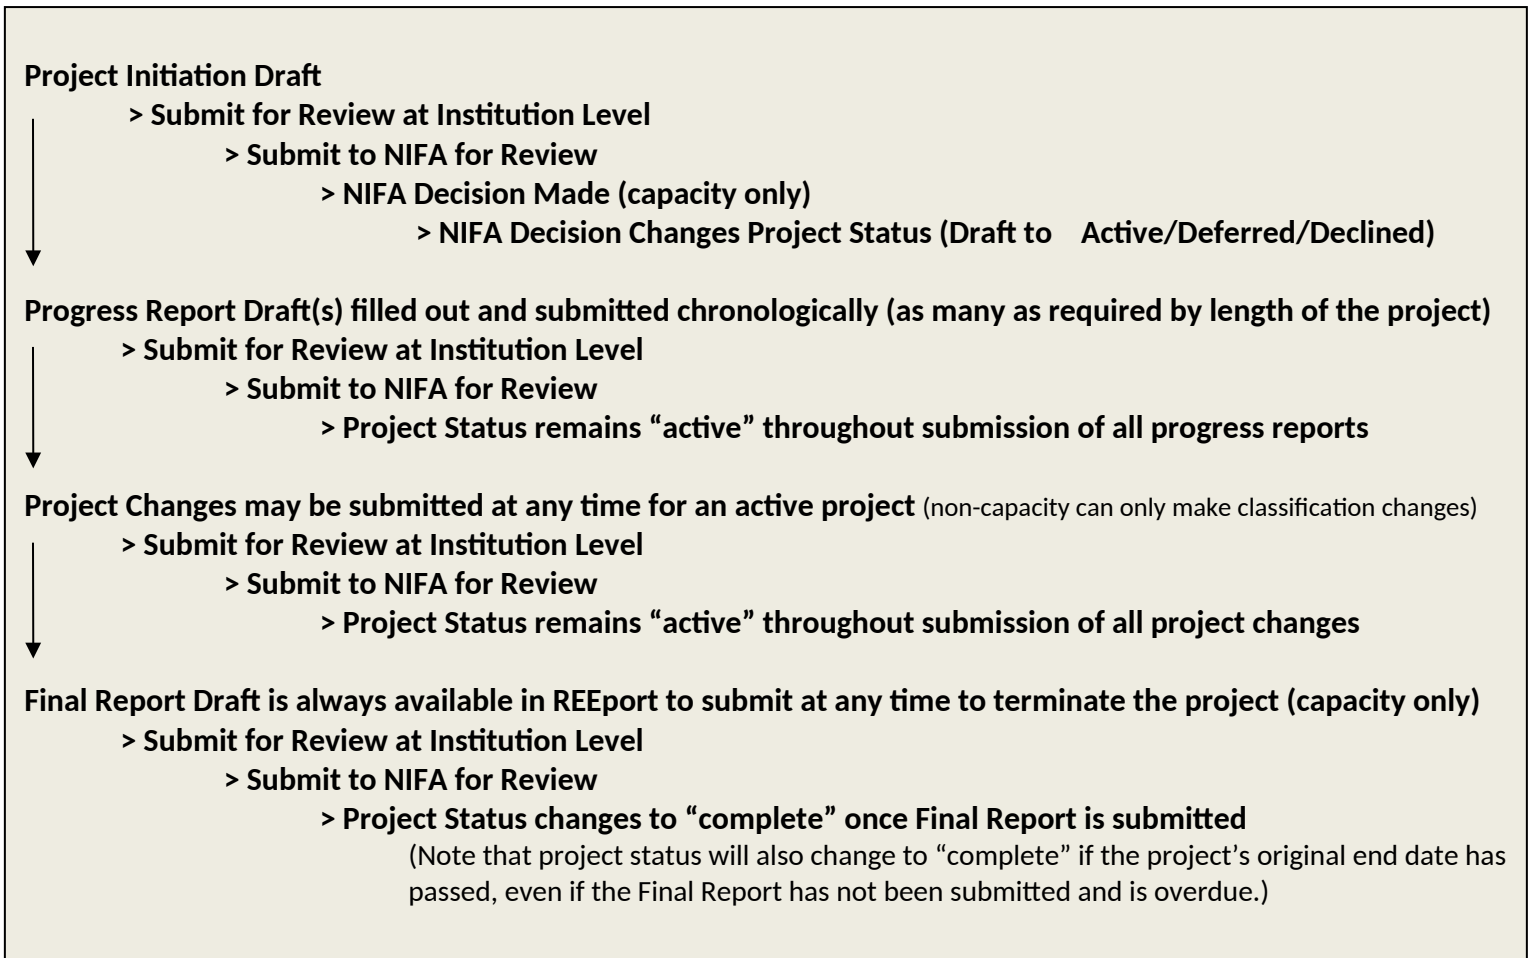 Project Initiation Draft
> Submit for Review at Institution Level
> Submit to NIFA for Review
> NIFA Decision Made (capacity only)
> NIFA Decision Changes Project Status (Draft to    Active/Deferred/Declined)
Progress Report Draft(s) filled out and submitted chronologically (as many as required by length of the project)
> Submit for Review at Institution Level
> Submit to NIFA for Review
> Project Status remains “active” throughout submission of all progress reports
Project Changes may be submitted at any time for an active project (non-capacity can only make classification changes)
> Submit for Review at Institution Level
> Submit to NIFA for Review
> Project Status remains “active” throughout submission of all project changes
Final Report Draft is always available in REEport to submit at any time to terminate the project (capacity only)
> Submit for Review at Institution Level
> Submit to NIFA for Review
> Project Status changes to “complete” once Final Report is submitted
(Note that project status will also change to “complete” if the project’s original end date has
passed, even if the Final Report has not been submitted and is overdue.)